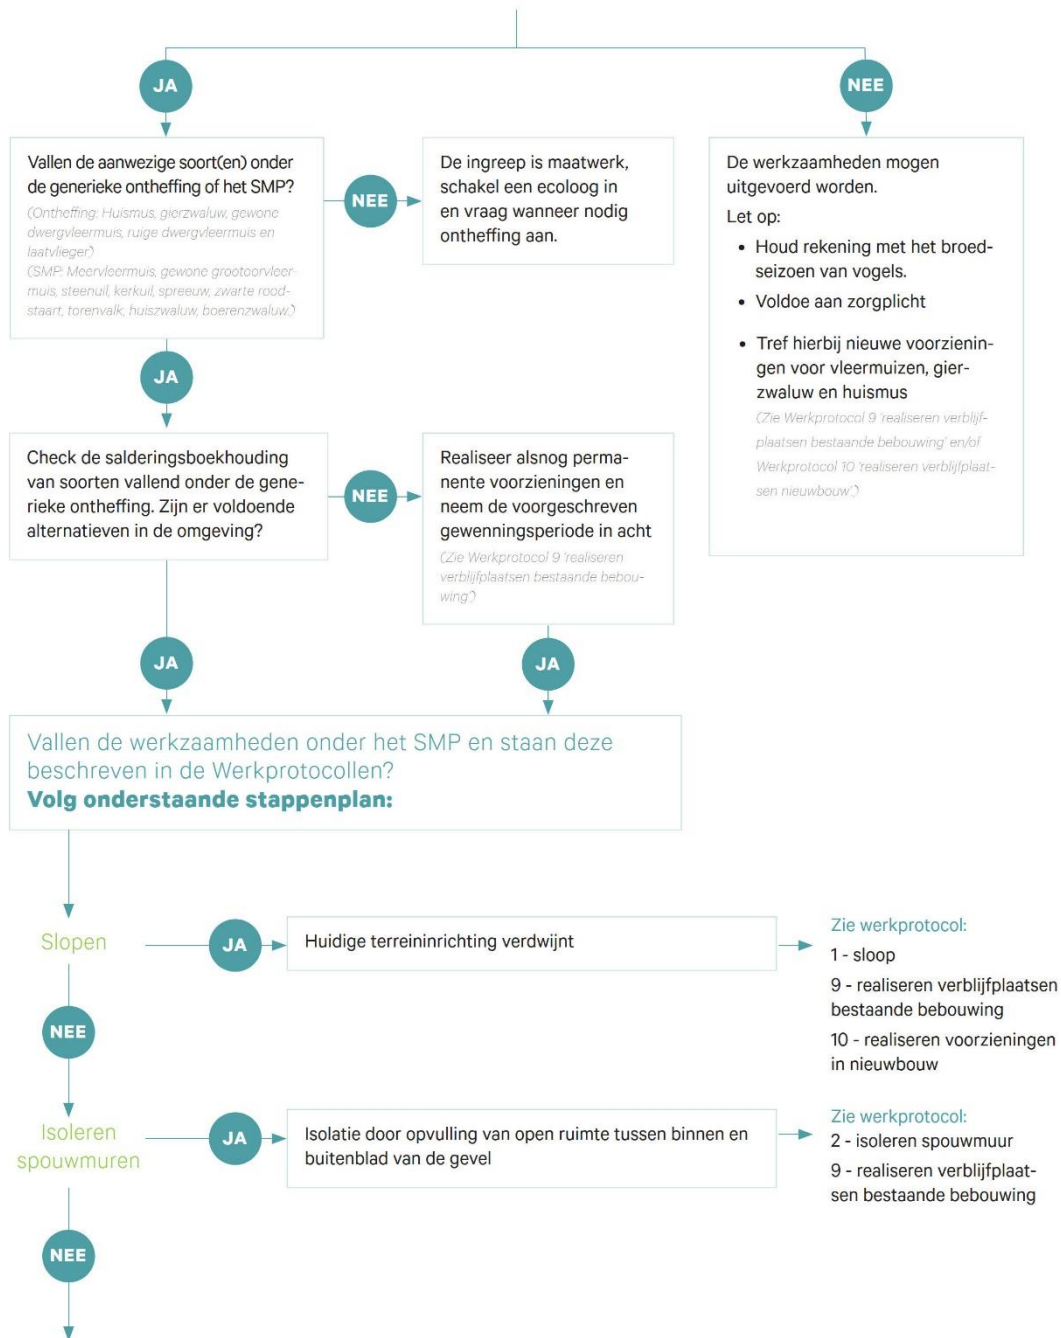 JA
NEE
Vallen de aanwezige soort(en) onder
de generieke ontheffing of het SMP?
(Ontheffing: Huismus, gierzwaluw, gewone
dwergvleermuis, ruige dwergvleermuis en
laatvlieger)
(SMP: Meervleermuis, gewone grootoorvleer-
muis, steenuil, kerkuil, spreeuw, zwarte rood-
staart, torenvalk, huiszwaluw, boerenzwaluw.)
NEE
De ingreep is maatwerk,
schakel een ecoloog in
en vraag wanneer nodig
ontheffing aan.
De werkzaamheden mogen
uitgevoerd worden.
Let op:
• Houd rekening met het broed-
seizoen van vogels.
• Voldoe aan zorgplicht
• Tref hierbij nieuwe voorzienin-
gen voor vleermuizen, gier-
zwaluw en huismus
(Zie Werkprotocol 9 'realiseren verblijf-
plaatsen bestaande bebouwing' en/of
Werkprotocol 10 'realiseren verblijfplaat-
sen nieuwbouw'.)
JA
Check de salderingsboekhouding
van soorten vallend onder de gene-
rieke ontheffing. Zijn er voldoende
alternatieven in de omgeving?
NEE
Realiseer alsnog perma-
nente voorzieningen en
neem de voorgeschreven
gewenningsperiode in acht
(Zie Werkprotocol 9 'realiseren
verblijfplaatsen bestaande bebou-
wing'.)
JA
JA
Vallen de werkzaamheden onder het SMP en staan deze
beschreven in de Werkprotocollen?
Volg onderstaande stappenplan:
Slopen
JA
Huidige terreininrichting verdwijnt
Zie werkprotocol:
1 - sloop
9 - realiseren verblijfplaatsen
bestaande bebouwing
10 - realiseren voorzieningen
in nieuwbouw
NEE
Isoleren
spouwmuren
JA
Isolatie door opvulling van open ruimte tussen binnen en
buitenblad van de gevel
Zie werkprotocol:
2 - isoleren spouwmuur
9 - realiseren verblijfplaat-
sen bestaande bebouwing
NEE